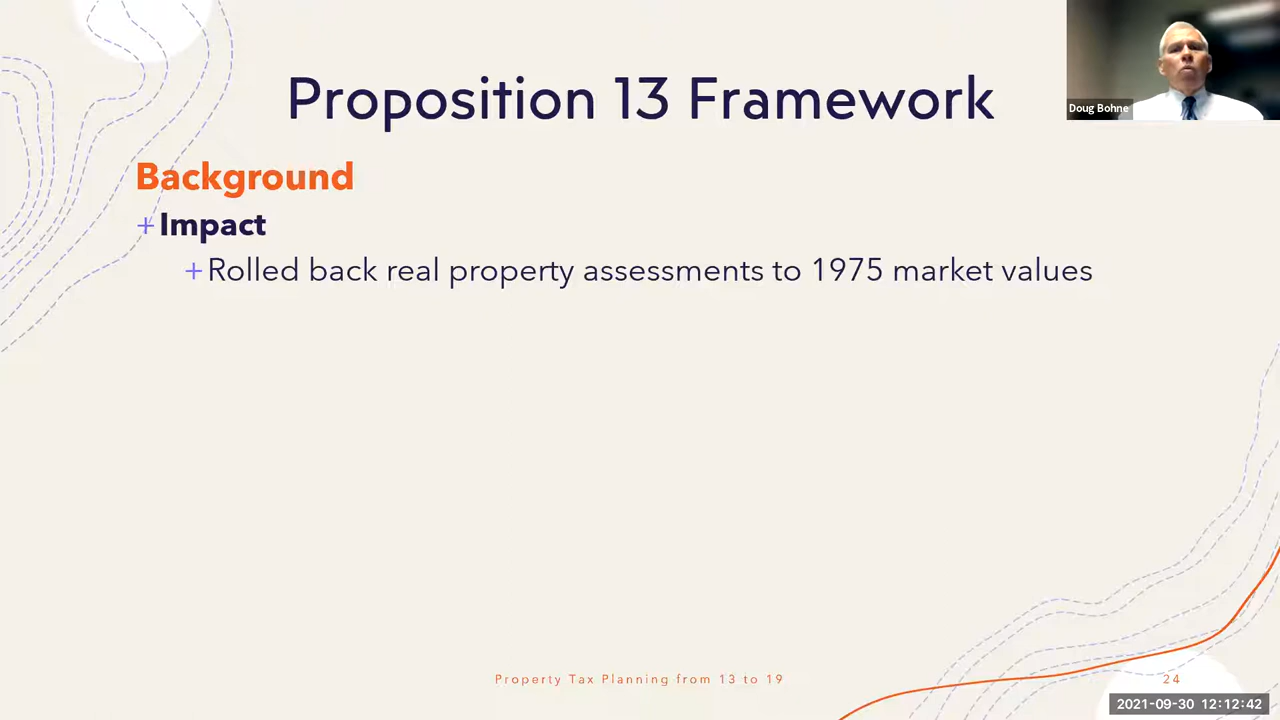 Proposition 13 Framework
Doug Bohne
Background
+Impact
+Rolled back real property assessments to 1975 market values
Property Tax Planning from 13 to 19
24
2021-09-30 12:12:42